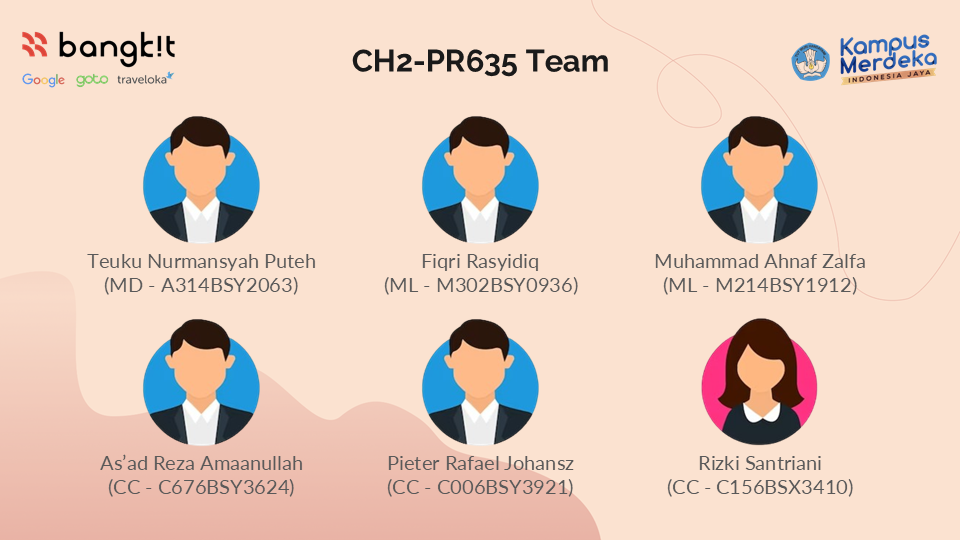 bangk!t
Google goto traveloka
CH2-PR635 Team
Kampus
Merdeka
INDONESIA JAYA
Teuku Nurmansyah Puteh
(MD - A314BSY2063)
Fiqri Rasyidiq
(ML - M302BSY0936)
Muhammad Ahnaf Zalfa
(ML - M214BSY1912)
As’ad Reza Amaanullah
(CC - C676BSY3624)
Pieter Rafael Johansz
(CC - C006BSY3921)
Rizki Santriani
(CC - C156BSX3410)